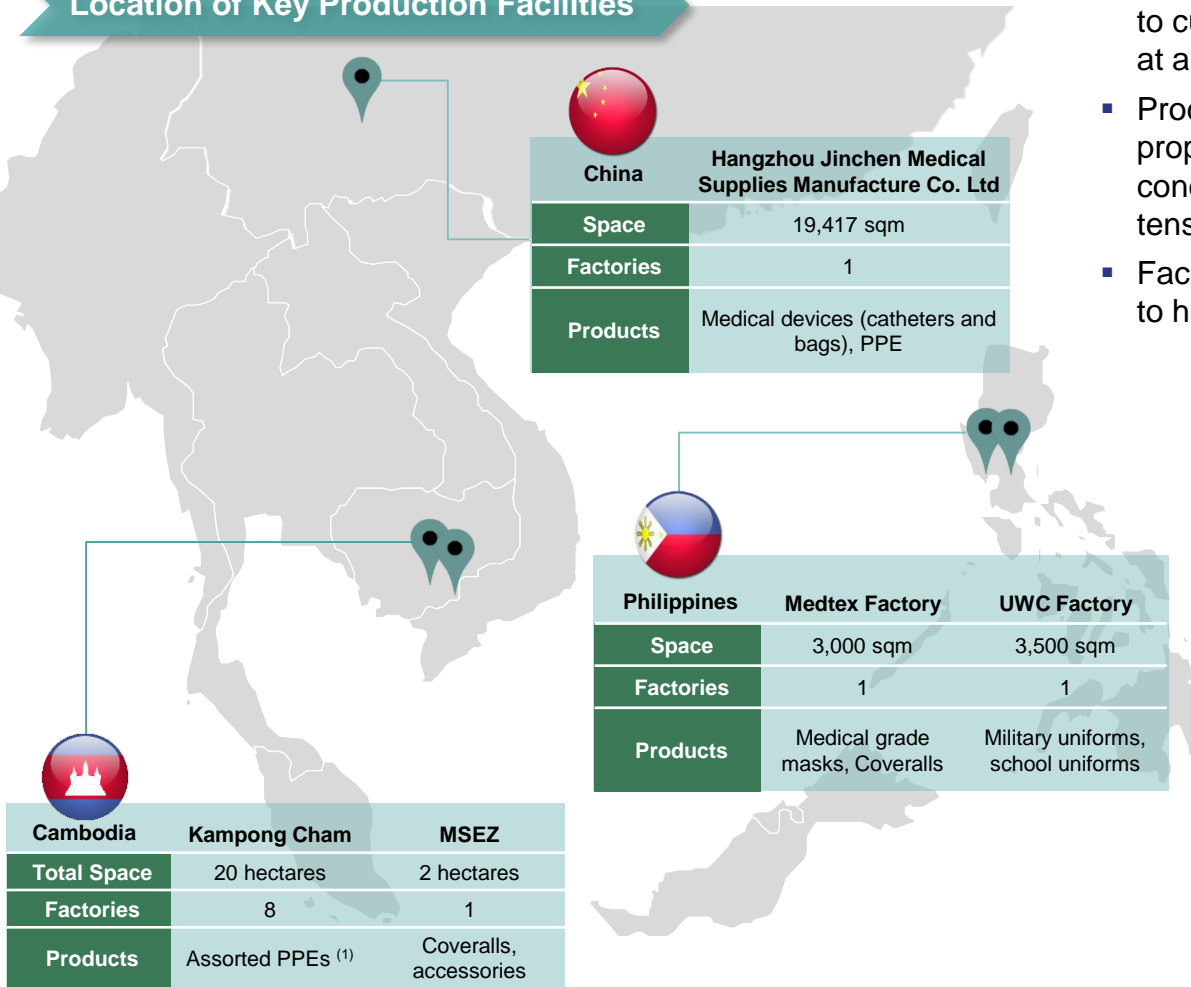 Location of Key Production Facilities
to
at a
Proc
prop
conc
tens
Fac
to h
China
Hangzhou Jinchen Medical
Supplies Manufacture Co. Ltd
Space
19,417 sqm
Factories
1
Products
Medical devices (catheters and
bags), PPE
Philippines
Medtex Factory
UWC Factory
Space
3,000 sqm
3,500 sqm
Factories
1
1
Products
Medical grade
masks, Coveralls
Military uniforms,
school uniforms
Cambodia
Kampong Cham
MSEZ
Total Space
20 hectares
2 hectares
Factories
8
1
Products
Assorted PPEs (1)
Coveralls,
accessories